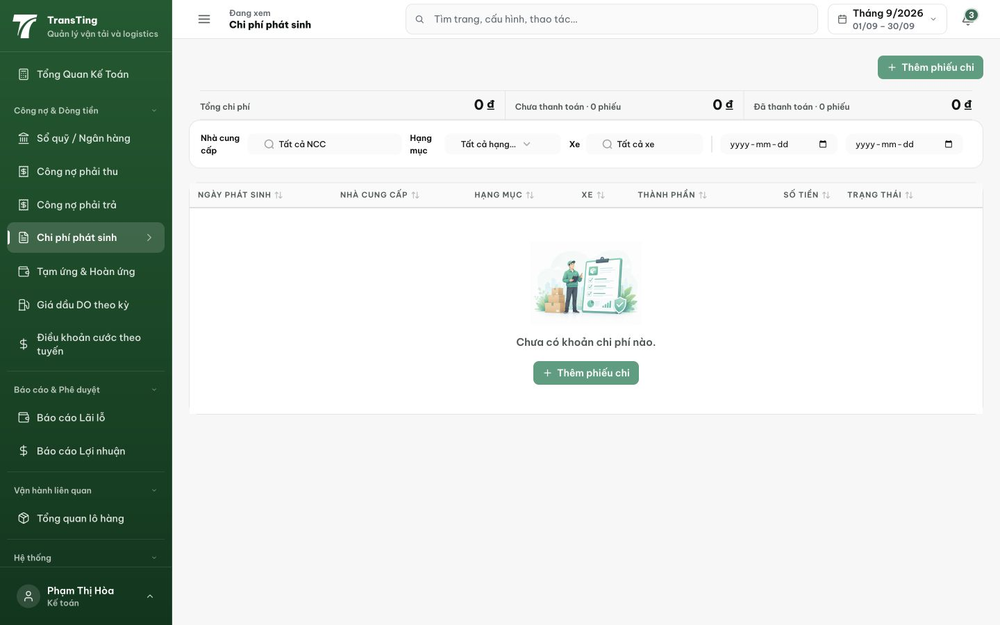 TransTing
Quản lý vận tải và logistics
Tổng Quan Kế Toán
Công nợ & Dòng tiền
Sổ quỹ / Ngân hàng
Công nợ phải thu
Công nợ phải trả
Chi phí phát sinh
Tạm ứng & Hoàn ứng
Giá dầu DO theo kỳ
Điều khoản cước theo
tuyến
Báo cáo & Phê duyệt
Báo cáo Lãi lỗ
Báo cáo Lợi nhuận
Vận hành liên quan
Tổng quan lô hàng
Hệ thống
Phạm Thị Hòa
Kế toán
Đang xem
Chi phí phát sinh
Tìm trang, cấu hình, thao tác...
Tháng 9/2026
01/09 – 30/09
3
+ Thêm phiếu chi
Tổng chi phí 0 ₫
Chưa thanh toán · 0 phiếu 0 ₫
Đã thanh toán · 0 phiếu 0 ₫
Nhà cung
cấp
Tất cả NCC
Hạng
mục
Tất cả hạng...
Xe
Tất cả xe
yyyy-mm-dd
yyyy-mm-dd
NGÀY PHÁT SINH NHÀ CUNG CẤP HẠNG MỤC XE THÀNH PHẦN SỐ TIỀN TRẠNG THÁI
Chưa có khoản chi phí nào.
+ Thêm phiếu chi